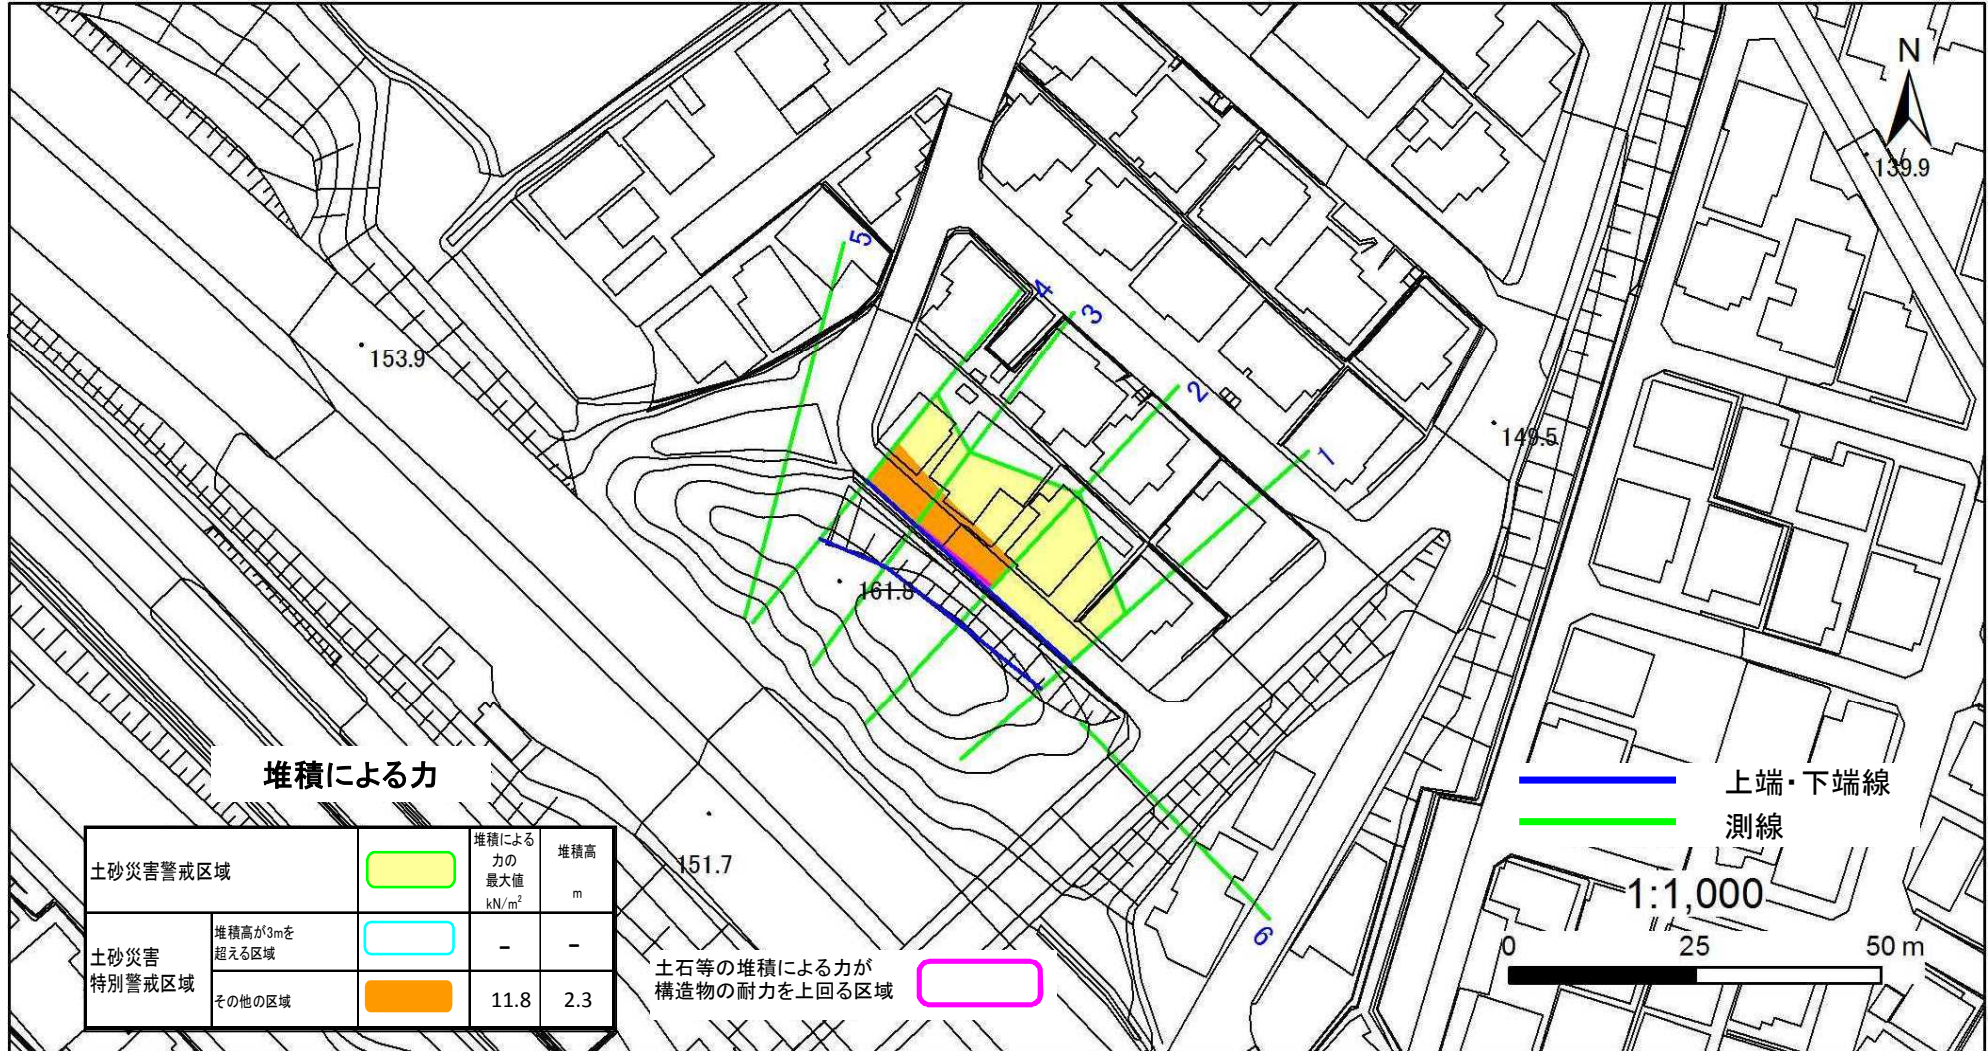 N
139.9
5
4
3
153.9
2
149.5
1
161.8
堆積による力
上端・下端線
測線
151.7
1:1,000
0 25 50 m
6
土砂災害警戒区域
堆積による
力の
最大値
kN/m²
堆積高
m
土砂災害
特別警戒区域
堆積高が3mを
超える区域
－ －
その他の区域
11.8 2.3
土石等の堆積による力が
構造物の耐力を上回る区域